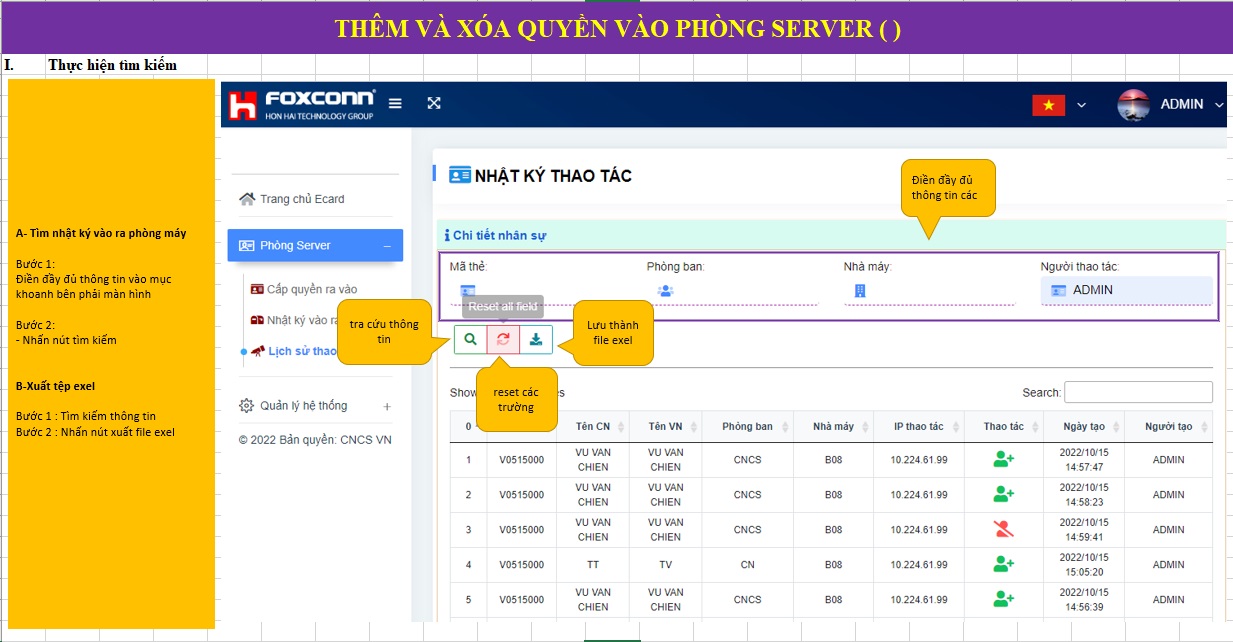 THÊM VÀ XÓA QUYỀN VÀO PHÒNG SERVER ( )
I. Thực hiện tìm kiếm
A- Tìm nhật ký vào ra phòng máy
Bước 1:
Điền đầy đủ thông tin vào mục
khoanh bên phải màn hình
Bước 2:
- Nhấn nút tìm kiếm
B-Xuất tệp exel
Bước 1 : Tìm kiếm thông tin
Bước 2 : Nhấn nút xuất file exel
FOXCONN®
HON HAI TECHNOLOGY GROUP
ADMIN
Trang chủ Ecard
Phòng Server
Cấp quyền ra vào
Nhật ký vào ra
Lịch sử thao
Quản lý hệ thống
© 2022 Bản quyền: CNCS VN
NHẬT KÝ THAO TÁC
Điền đầy đủ
thông tin các
Chi tiết nhân sự
Mã thẻ: Phòng ban: Nhà máy: Người thao tác:
ADMIN
Reset all field
tra cứu thông
tin
Lưu thành
file exel
reset các
trường
Show
Search:
0 Tên CN Tên VN Phòng ban Nhà máy IP thao tác Thao tác Ngày tạo Người tạo
1 V0515000 VU VAN CHIEN VU VAN CHIEN CNCS B08 10.224.61.99 2022/10/15 14:57:47 ADMIN
2 V0515000 VU VAN CHIEN VU VAN CHIEN CNCS B08 10.224.61.99 2022/10/15 14:58:23 ADMIN
3 V0515000 VU VAN CHIEN VU VAN CHIEN CNCS B08 10.224.61.99 2022/10/15 14:59:41 ADMIN
4 V0515000 TT TV CN B08 10.224.61.99 2022/10/15 15:05:20 ADMIN
5 V0515000 VU VAN CHIEN VU VAN CHIEN CNCS B08 10.224.61.99 2022/10/15 14:56:39 ADMIN